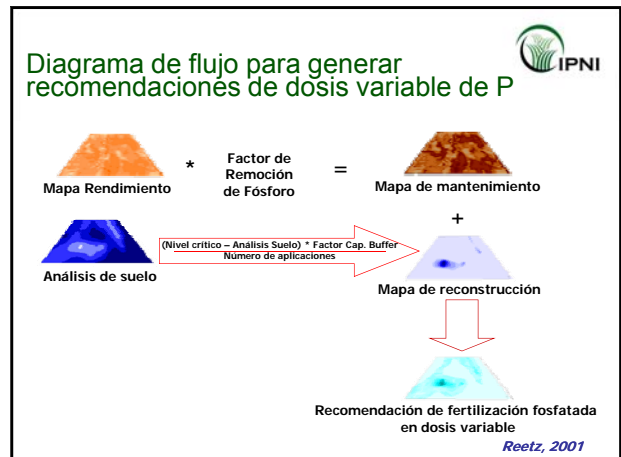 Diagrama de flujo para generar
recomendaciones de dosis variable de P
IPNI
Mapa Rendimiento
*
Factor de
Remoción
de Fósforo
=
Mapa de mantenimiento
+
Análisis de suelo
(Nivel crítico – Análisis Suelo) * Factor Cap. Buffer
Número de aplicaciones
Mapa de reconstrucción
Recomendación de fertilización fosfatada
en dosis variable
Reetz, 2001